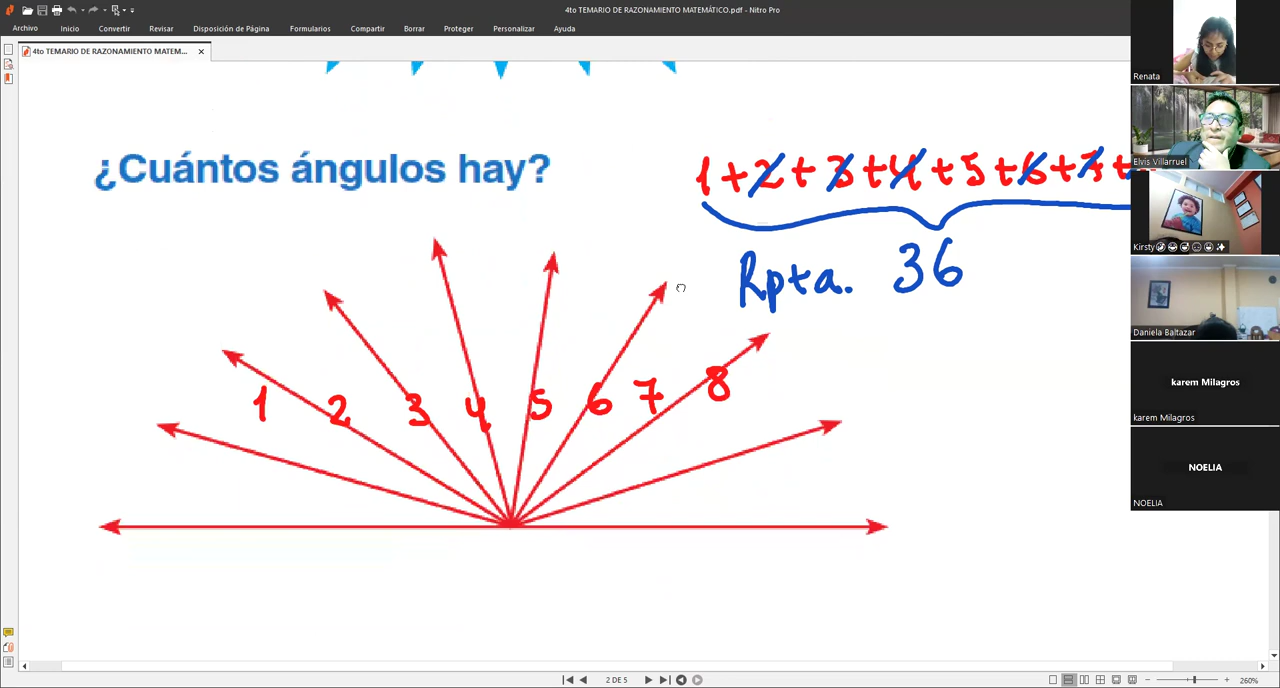 4to TEMARIO DE RAZONAMIENTO MATEMÁTICO.pdf - Nitro Pro
Archivo Inicio Convertir Revisar Disposición de Página Formularios Compartir Borrar Proteger Personalizar Ayuda
4to TEMARIO DE RAZONAMIENTO MATEM...
¿Cuántos ángulos hay?
1+2+3+4+5+6+7+
Rpta. 36
1 2 3 4 5 6 7 8
Renata
Elvis Villarruel
Kirsty
Daniela Baltazar
karem Milagros
karem Milagros
NOELIA
NOELIA
2 DE 5
260%